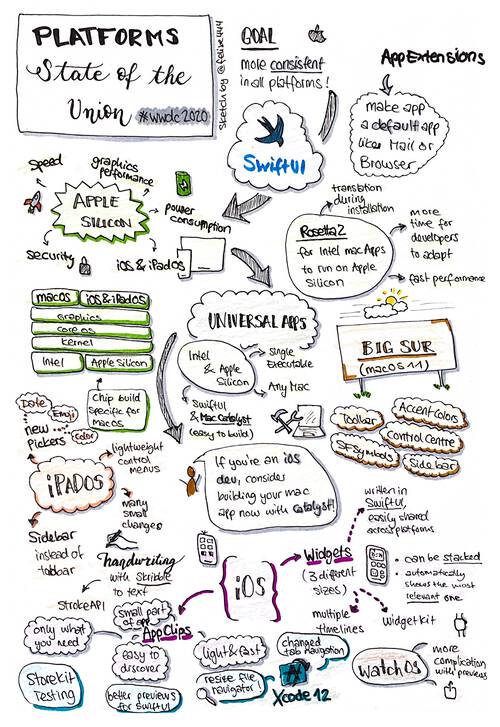 PLATFORMS
State of the
Union #wwdc2020
Sketch by @felibe444
GOAL
more consistent
in all platforms!
App Extensions
make app
a default app
like Mail or
Browser
SwiftUI
speed
graphics
performance
APPLE
SILICON
power
consumption
security
iOS & iPadOS
translation
during
installation
Rosetta 2
for Intel mac Apps
to run on Apple
Silicon
more
time for
developers
to adapt
fast performance
macOS
iOS & iPadOS
graphics
core OS
kernel
Intel
Apple Silicon
Chip build
specific for
macOS
UNIVERSAL APPS
Intel
& Apple
Silicon
Single
Executable
Any Mac
SwiftUI
& Mac Catalyst
(easy to build)
BIG SUR
(macOS 11)
Toolbar
Accent Colors
Control Centre
SF Symbols
Side bar
Date
Emoji
Color
new
Pickers
lightweight
control
menus
iPADOS
many
small
changes
Sidebar
instead of
tabbar
handwriting
with Scribble
to text
StrokeAPI
If you're an iOS
dev, consider
building your mac
app now with catalyst!
written in
SwiftUI,
easily shared
across platforms
iOS
Widgets
(3 different
sizes)
• can be stacked
• automatically
shows the most
relevant one
multiple
timelines
Widgetkit
small part
of app
App Clips
only what
you need
easy to
discover
light & fast
changed
tab navigation
StoreKit
Testing
better previews
for SwiftUI
resize file
navigator!
Xcode 12
WatchOS
more
complication
with previews